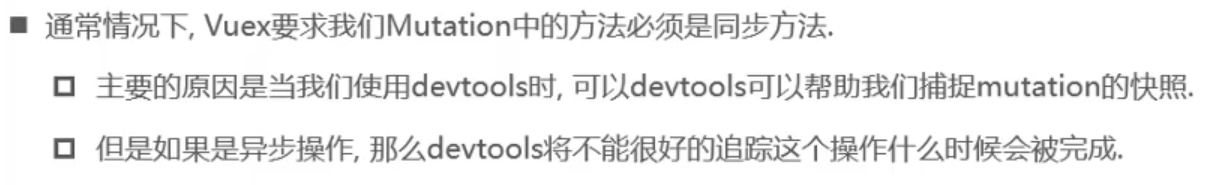 ■ 通常情况下, Vuex要求我们Mutation中的方法必须是同步方法.
□ 主要的原因是当我们使用devtools时, 可以devtools可以帮助我们捕捉mutation的快照.
□ 但是如果是异步操作, 那么devtools将不能很好的追踪这个操作什么时候会被完成.